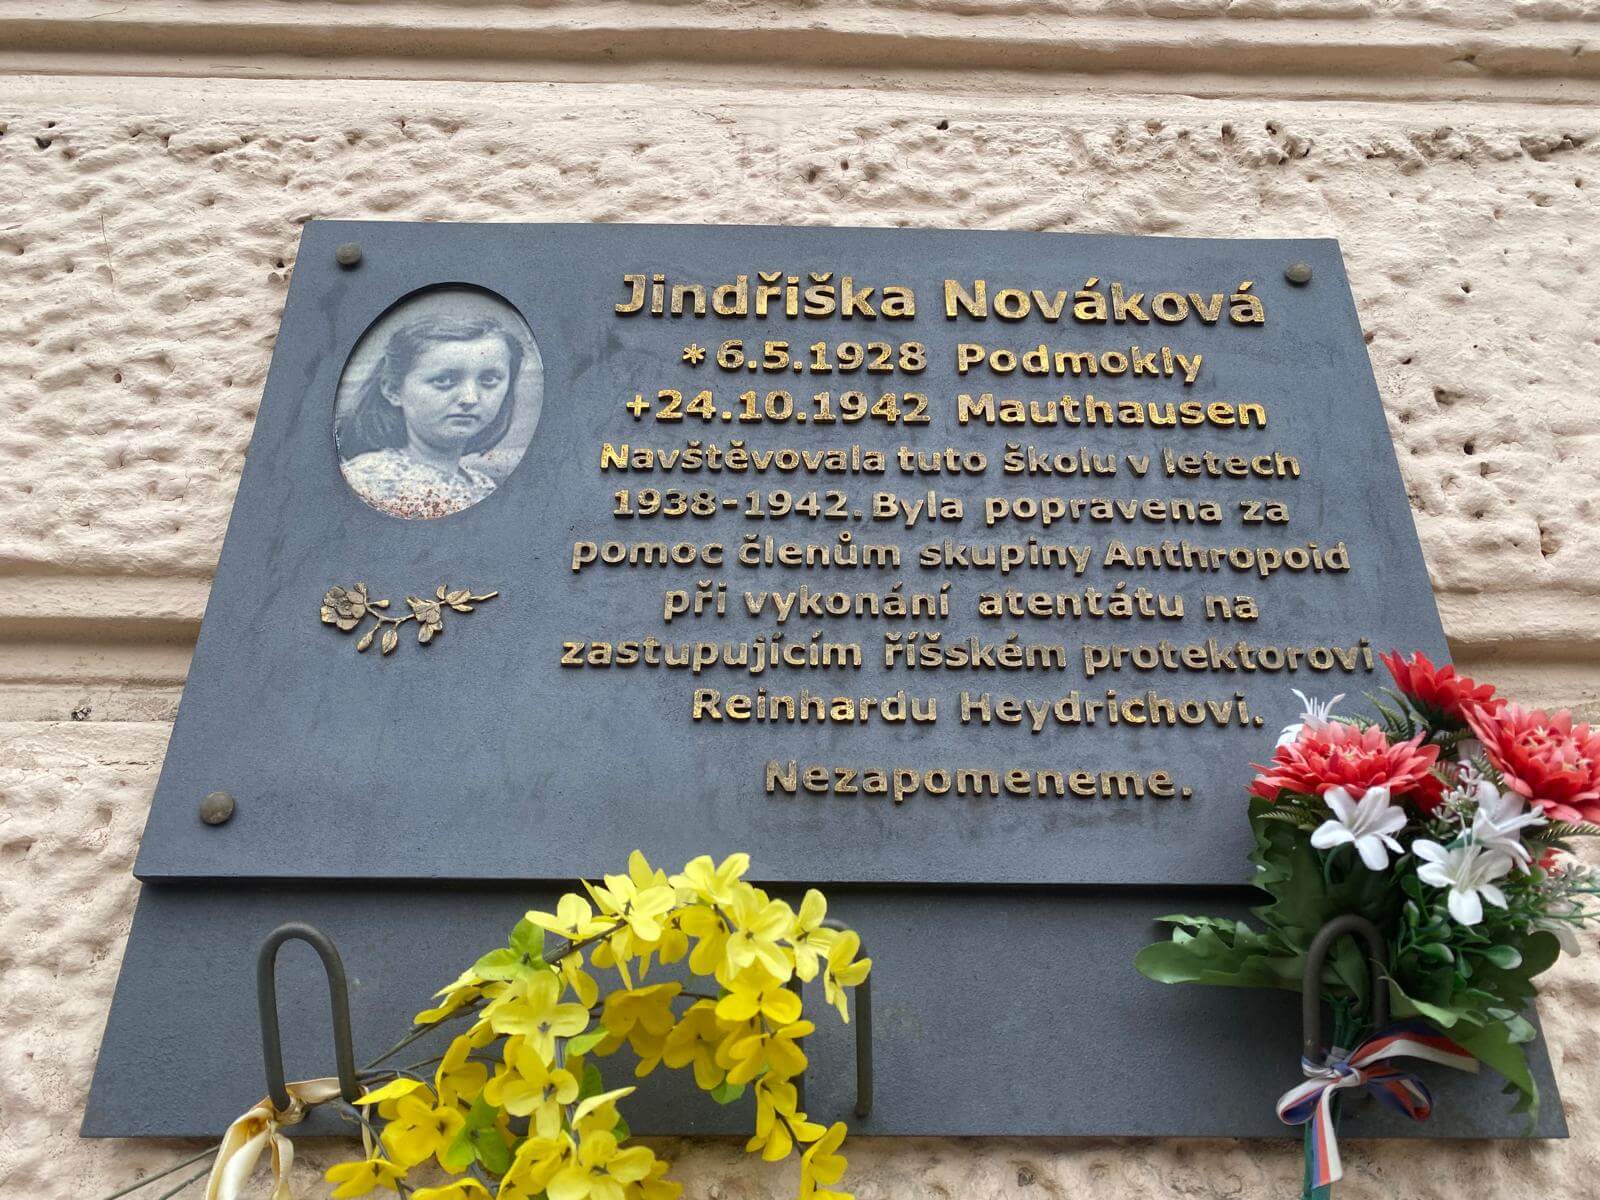 Jindřiška Nováková
*6.5.1928 Podmokly
+24.10.1942 Mauthausen
Navštěvovala tuto školu v letech
1938-1942. Byla popravena za
pomoc členům skupiny Anthropoid
při vykonání atentátu na
zastupujícím říšském protektorovi
Reinhardu Heydrichovi.
Nezapomeneme.